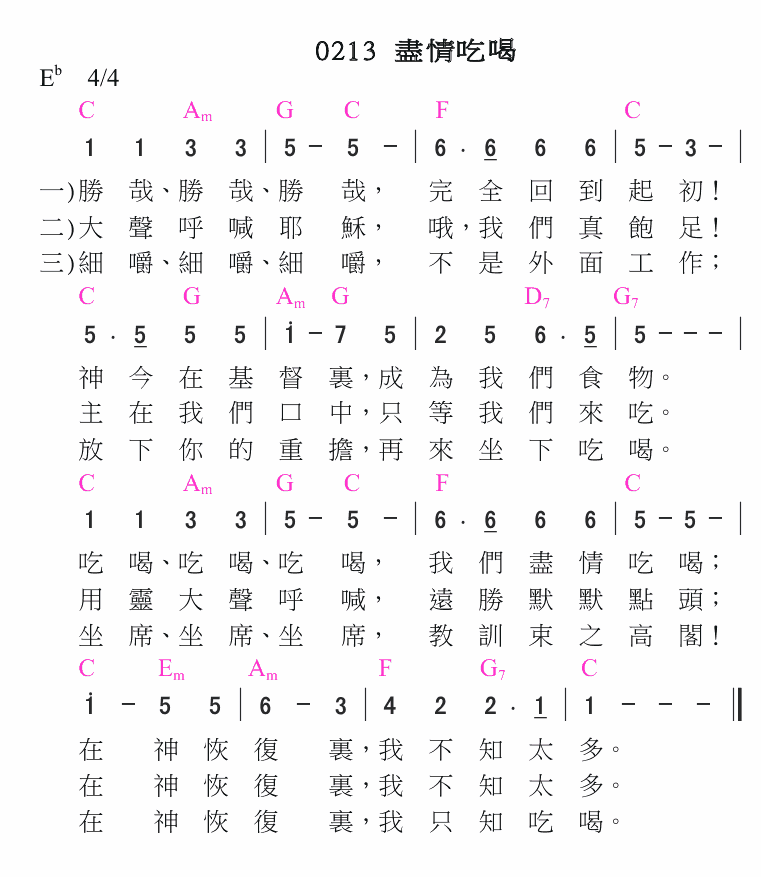 0213 盡情吃喝
E♭ 4/4
C Am G C F C
1 1 3 3 | 5 - 5 - | 6 . 6 6 6 | 5 - 3 - |
一)勝 哉、勝 哉、勝 哉, 完 全 回 到 起 初!
二)大 聲 呼 喊 耶 穌, 哦,我 們 真 飽 足!
三)細 嚼、細 嚼、細 嚼, 不 是 外 面 工 作;
C G Am G D7 G7
5 . 5 5 5 | i - 7 5 | 2 5 6 . 5 | 5 - - - |
神 今 在 基 督 裏,成 為 我 們 食 物。
主 在 我 們 口 中,只 等 我 們 來 吃。
放 下 你 的 重 擔,再 來 坐 下 吃 喝。
C Am G C F C
1 1 3 3 | 5 - 5 - | 6 . 6 6 6 | 5 - 5 - |
吃 喝、吃 喝、吃 喝, 我 們 盡 情 吃 喝;
用 靈 大 聲 呼 喊, 遠 勝 默 默 點 頭;
坐 席、坐 席、坐 席, 教 訓 束 之 高 閣!
C Em Am F G7 C
i - 5 5 | 6 - 3 | 4 2 2 . 1 | 1 - - - ||
在 神 恢 復 裏,我 不 知 太 多。
在 神 恢 復 裏,我 不 知 太 多。
在 神 恢 復 裏,我 只 知 吃 喝。